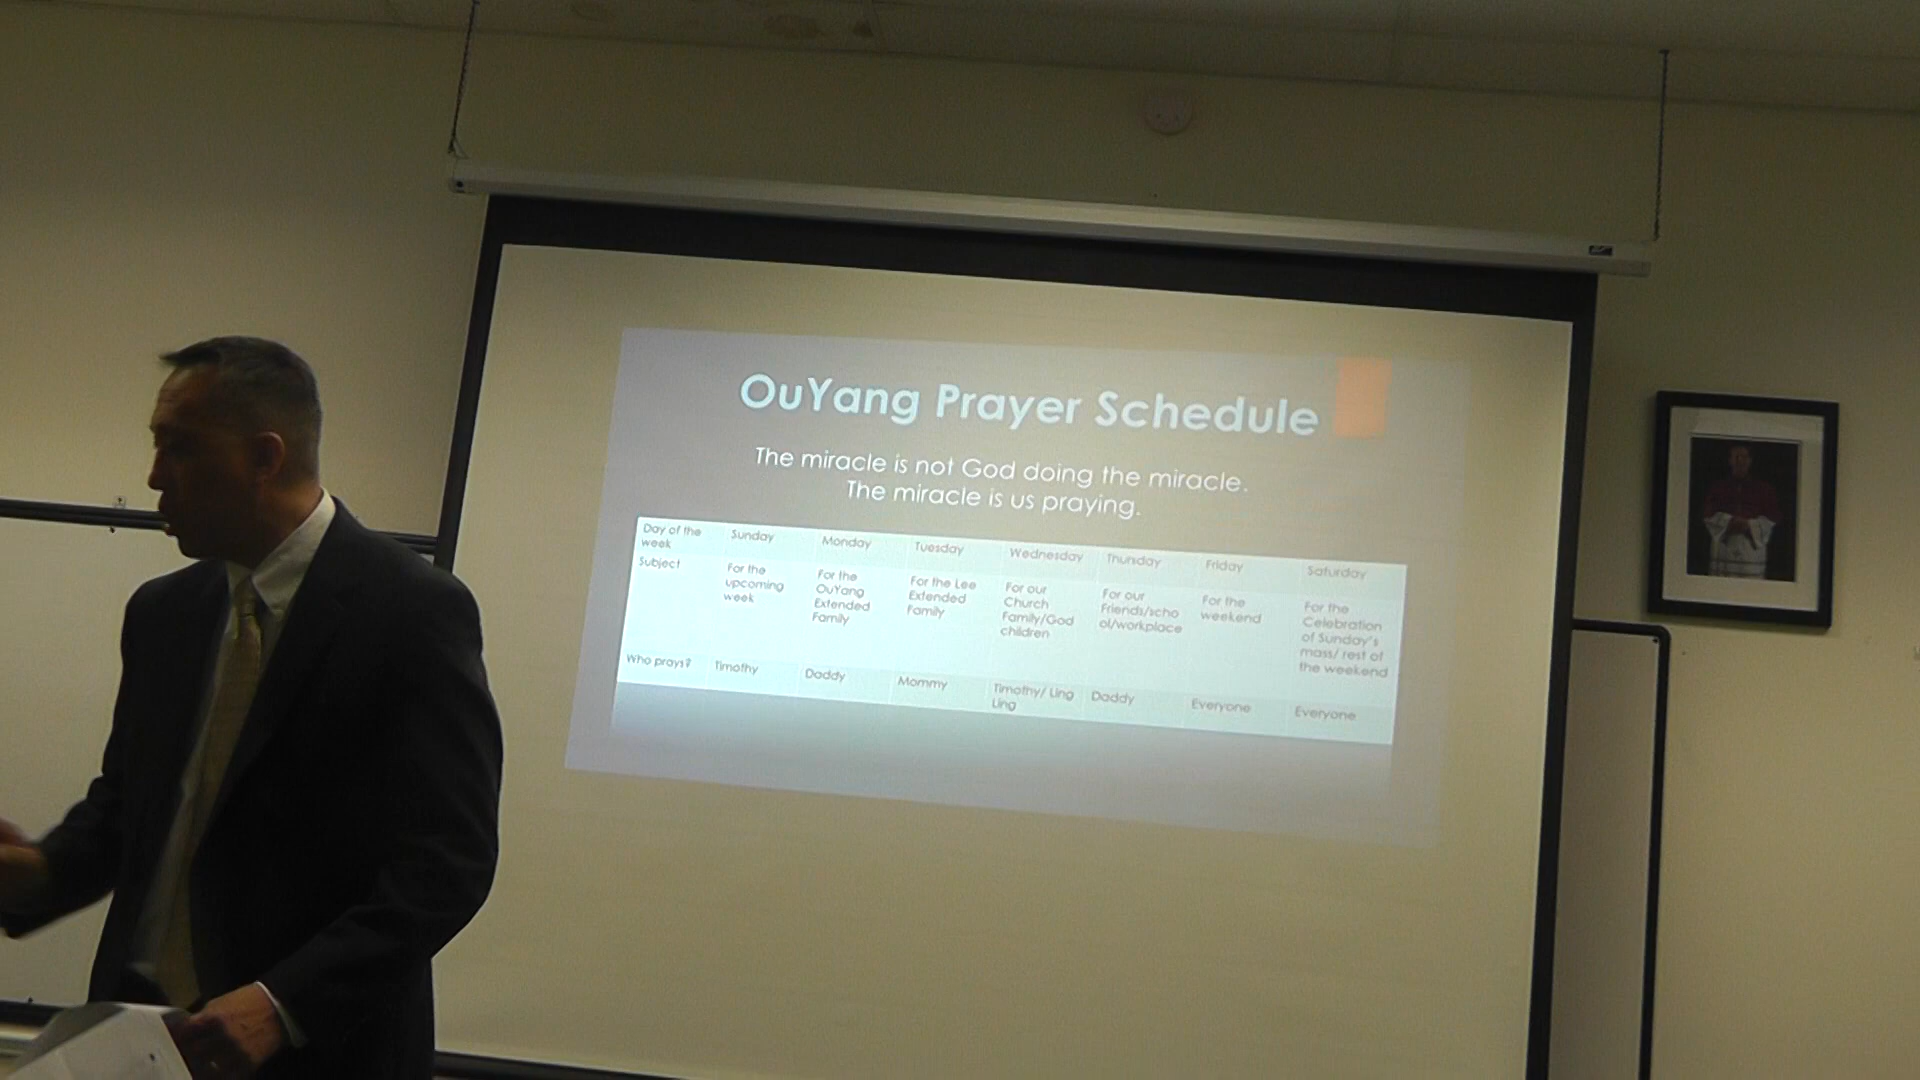 OuYang Prayer Schedule
The miracle is not God doing the miracle.
The miracle is us praying.
Day of the week Sunday Monday Tuesday Wednesday Thursday Friday Saturday
Subject For the upcoming week For the OuYang Extended Family For the Lee Extended Family For our Church Family/God children For our Friends/school/workplace For the weekend For the Celebration of Sunday's mass/ rest of the weekend
Who prays? Timothy Daddy Mommy Timothy/ Ling Ling Daddy Everyone Everyone